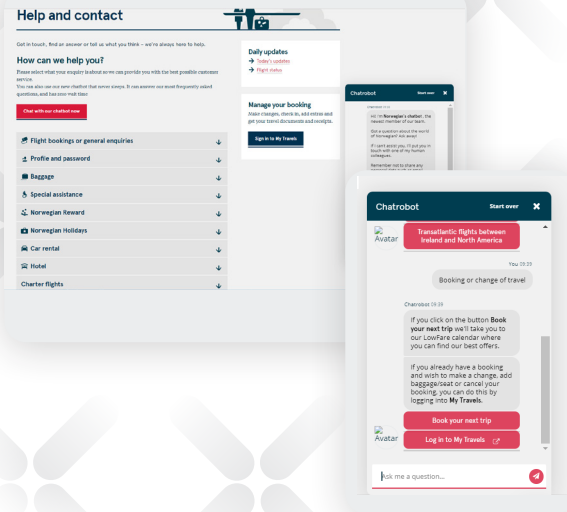 Help and contact
Get in touch, find an answer or tell us what you think – we're always here to help.
How can we help you?
Please select what your enquiry is about so we can provide you with the best possible customer
service.
You can also use our new chatbot that never sleeps. It can answer our most frequently asked
questions, and has zero wait time
Chat with our chatbot now
Flight bookings or general enquiries
Profile and password
Baggage
Special assistance
Norwegian Reward
Norwegian Holidays
Car rental
Hotel
Charter flights
Daily updates
Today's updates
Flight status
Manage your booking
Make changes, check in, add extras and
get your travel documents and receipts.
Sign in to My Travels
Chatrobot
Start over
Hi! I'm Norwegian's chatbot, the
newest member of our team.
Got a question about the world
of Norwegian? Ask away!
If I can't assist you, I'll put you in
touch with one of my human
colleagues.
Remember not to share any
Chatrobot
Start over
Avatar
Transatlantic flights between
Ireland and North America
You 09:39
Booking or change of travel
Chatrobot 09:39
If you click on the button Book
your next trip we'll take you to
our LowFare calendar where
you can find our best offers.
If you already have a booking
and wish to make a change, add
baggage/seat or cancel your
booking, you can do this by
logging into My Travels.
Book your next trip
Avatar
Log in to My Travels
Ask me a question...